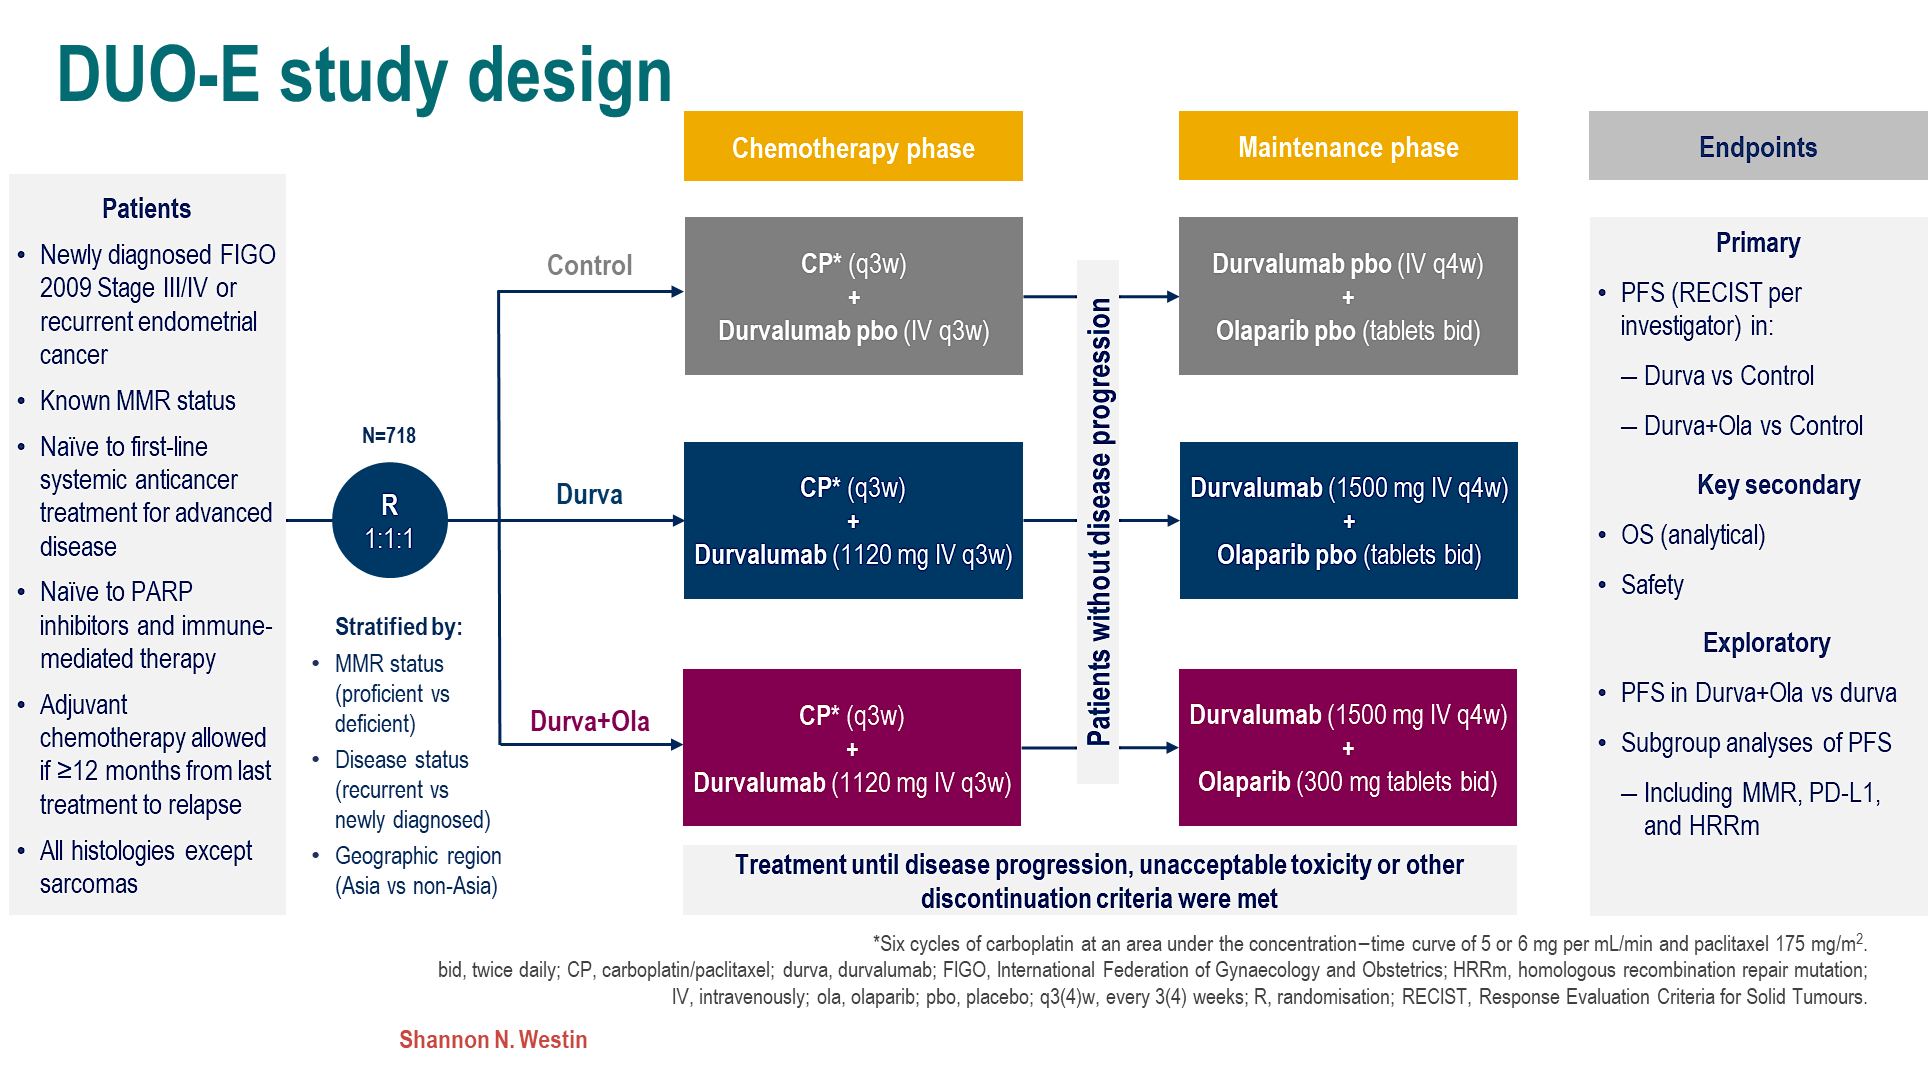 DUO-E study design
Patients
• Newly diagnosed FIGO
2009 Stage III/IV or
recurrent endometrial
cancer
• Known MMR status
• Naïve to first-line
systemic anticancer
treatment for advanced
disease
• Naïve to PARP
inhibitors and immune-
mediated therapy
• Adjuvant
chemotherapy allowed
if ≥12 months from last
treatment to relapse
• All histologies except
sarcomas
N=718
R
1:1:1
Stratified by:
• MMR status
(proficient vs
deficient)
• Disease status
(recurrent vs
newly diagnosed)
• Geographic region
(Asia vs non-Asia)
Control
Durva
Durva+Ola
Chemotherapy phase
CP* (q3w)
+
Durvalumab pbo (IV q3w)
CP* (q3w)
+
Durvalumab (1120 mg IV q3w)
CP* (q3w)
+
Durvalumab (1120 mg IV q3w)
Patients without disease progression
Maintenance phase
Durvalumab pbo (IV q4w)
+
Olaparib pbo (tablets bid)
Durvalumab (1500 mg IV q4w)
+
Olaparib pbo (tablets bid)
Durvalumab (1500 mg IV q4w)
+
Olaparib (300 mg tablets bid)
Treatment until disease progression, unacceptable toxicity or other
discontinuation criteria were met
Endpoints
Primary
• PFS (RECIST per
investigator) in:
– Durva vs Control
– Durva+Ola vs Control
Key secondary
• OS (analytical)
• Safety
Exploratory
• PFS in Durva+Ola vs durva
• Subgroup analyses of PFS
– Including MMR, PD-L1,
and HRRm
*Six cycles of carboplatin at an area under the concentration–time curve of 5 or 6 mg per mL/min and paclitaxel 175 mg/m².
bid, twice daily; CP, carboplatin/paclitaxel; durva, durvalumab; FIGO, International Federation of Gynaecology and Obstetrics; HRRm, homologous recombination repair mutation;
IV, intravenously; ola, olaparib; pbo, placebo; q3(4)w, every 3(4) weeks; R, randomisation; RECIST, Response Evaluation Criteria for Solid Tumours.
Shannon N. Westin